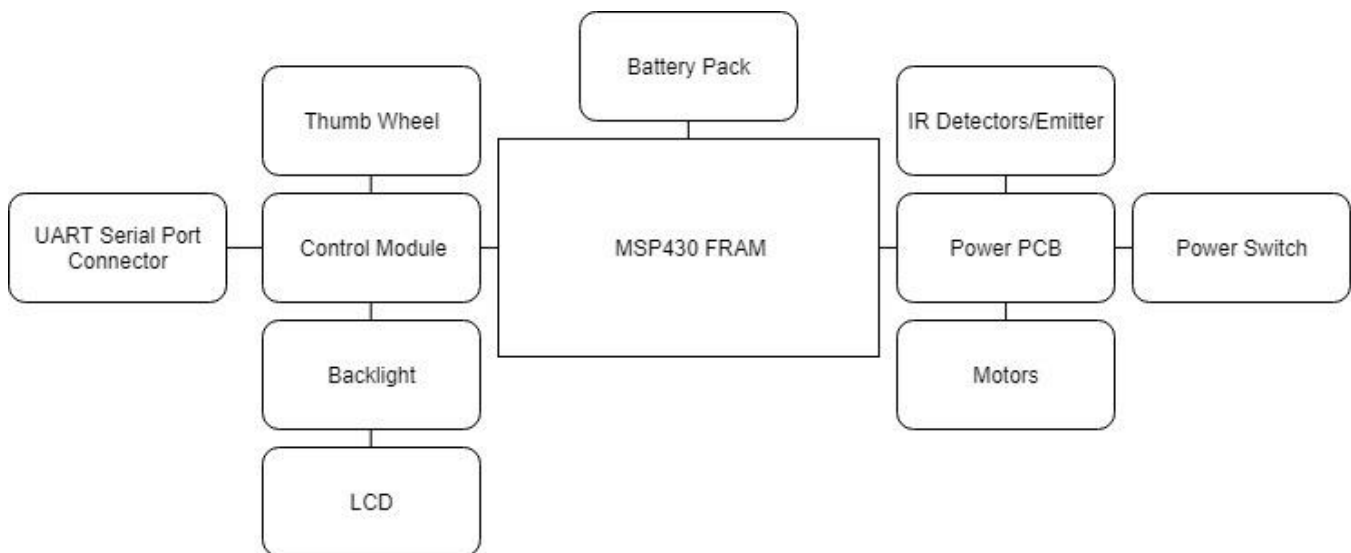 Battery Pack
Thumb Wheel
IR Detectors/Emitter
UART Serial Port
Connector
Control Module
MSP430 FRAM
Power PCB
Power Switch
Backlight
Motors
LCD